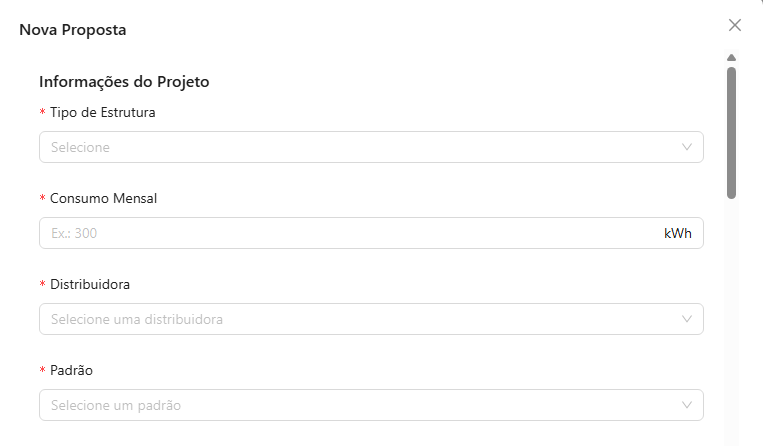 Nova Proposta
Informações do Projeto
* Tipo de Estrutura
Selecione
* Consumo Mensal
Ex.: 300 kWh
* Distribuidora
Selecione uma distribuidora
* Padrão
Selecione um padrão